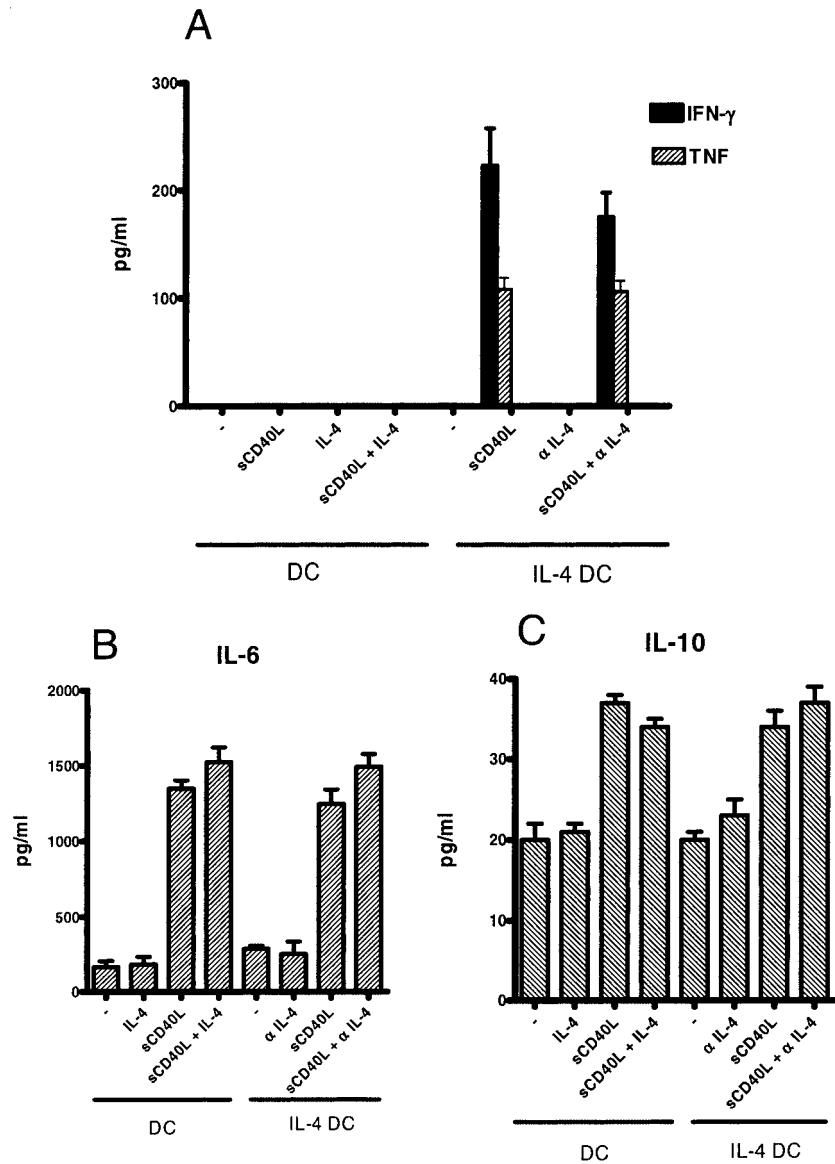 A
300
200
100
0
pg/ml
IFN-γ
TNF
-
sCD40L
IL-4
sCD40L + IL-4
-
sCD40L
α IL-4
sCD40L + α IL-4
DC
IL-4 DC
B
IL-6
2000
1500
1000
500
0
pg/ml
-
IL-4
sCD40L
sCD40L + IL-4
-
α IL-4
sCD40L
sCD40L + α IL-4
DC
IL-4 DC
C
IL-10
40
30
20
10
0
pg/ml
-
IL-4
sCD40L
sCD40L + IL-4
-
α IL-4
sCD40L
sCD40L + α IL-4
DC
IL-4 DC